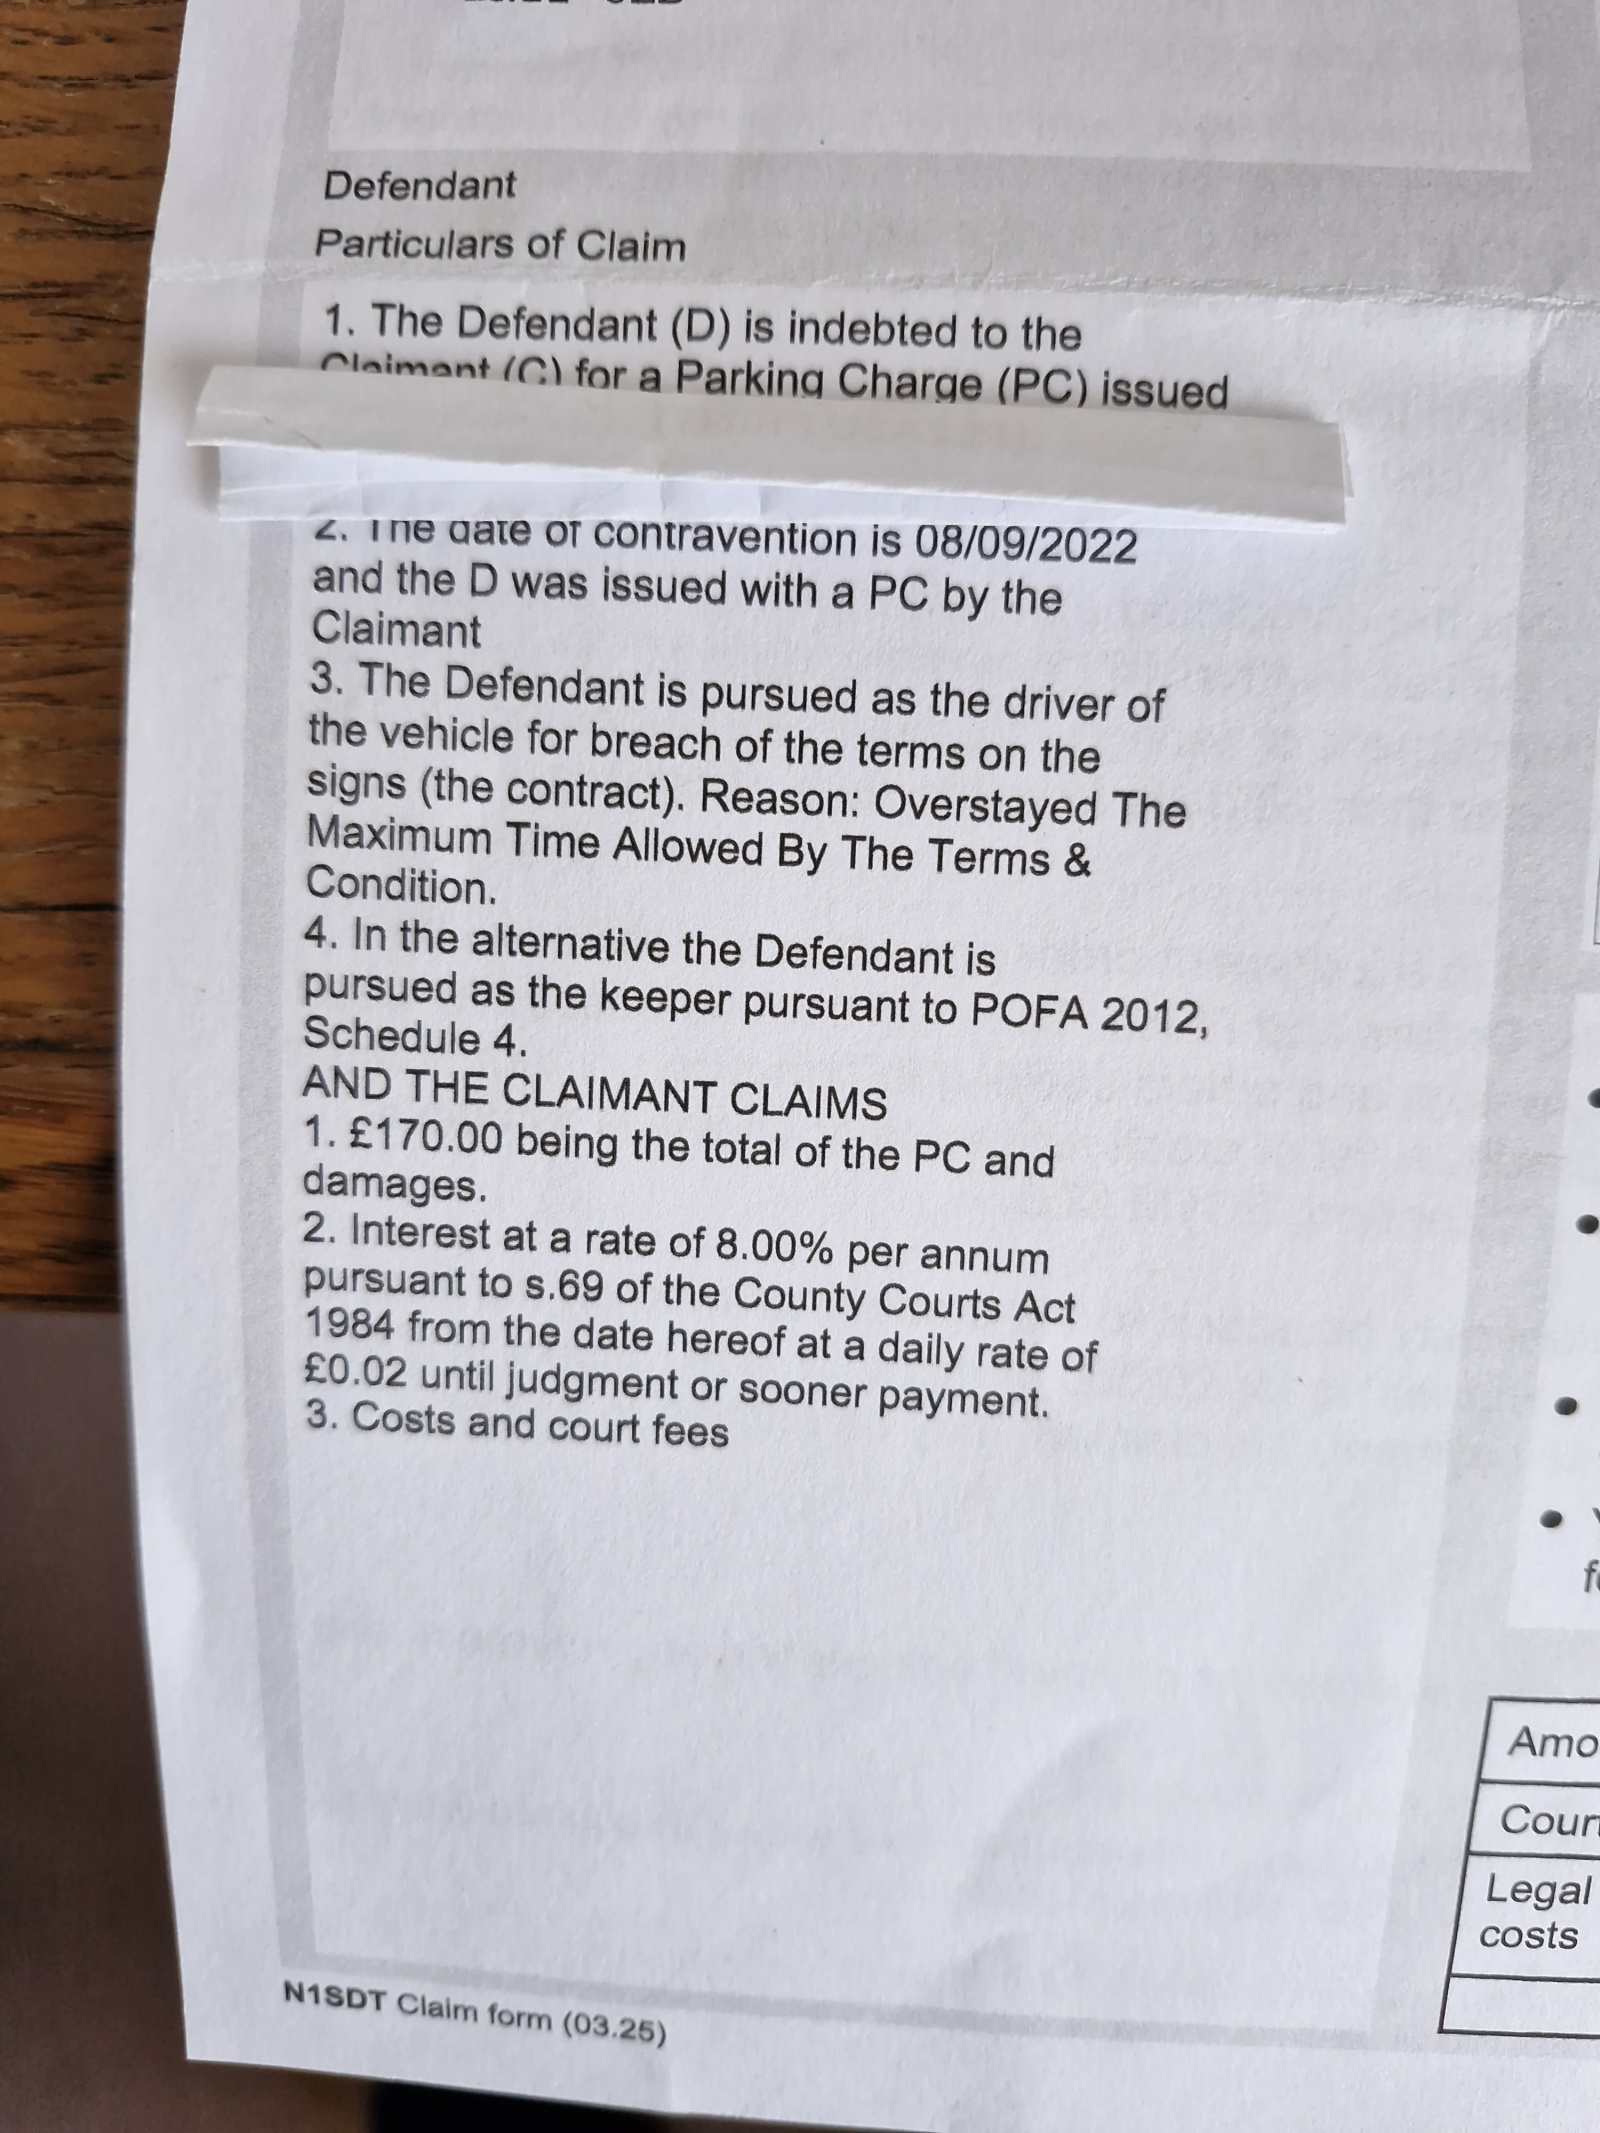 Defendant
Particulars of Claim
1. The Defendant (D) is indebted to the
Claimant (C) for a Parking Charge (PC) issued
2. The date of contravention is 08/09/2022
and the D was issued with a PC by the
Claimant
3. The Defendant is pursued as the driver of
the vehicle for breach of the terms on the
signs (the contract). Reason: Overstayed The
Maximum Time Allowed By The Terms &
Condition.
4. In the alternative the Defendant is
pursued as the keeper pursuant to POFA 2012,
Schedule 4.
AND THE CLAIMANT CLAIMS
1. £170.00 being the total of the PC and
damages.
2. Interest at a rate of 8.00% per annum
pursuant to s.69 of the County Courts Act
1984 from the date hereof at a daily rate of
£0.02 until judgment or sooner payment.
3. Costs and court fees
Amo
Cour
Legal
costs
N1SDT Claim form (03.25)